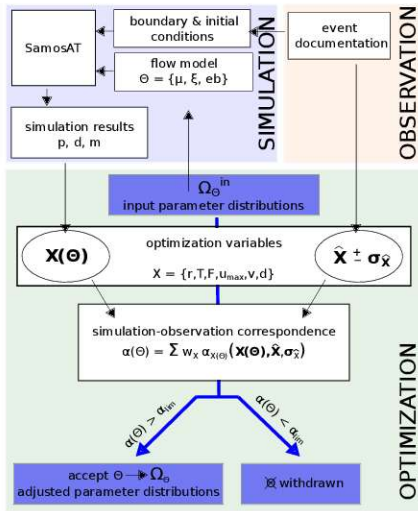 boundary & initial
conditions
event
documentation
SamosAT
flow model
Θ = {μ, ξ, eb}
simulation results
p, d, m
SIMULATION
OBSERVATION
Ω_Θ^in
input parameter distributions
optimization variables
X = {r,T,F,u_max,v,d}
X(Θ)
X̂ ± σ_X̂
simulation-observation correspondence
α(Θ) = Σ w_X α_X(Θ)(X(Θ),X̂,σ_X̂)
α(Θ) > α_lim
α(Θ) < α_lim
accept Θ → Ω_Θ
adjusted parameter distributions
withdrawn
OPTIMIZATION